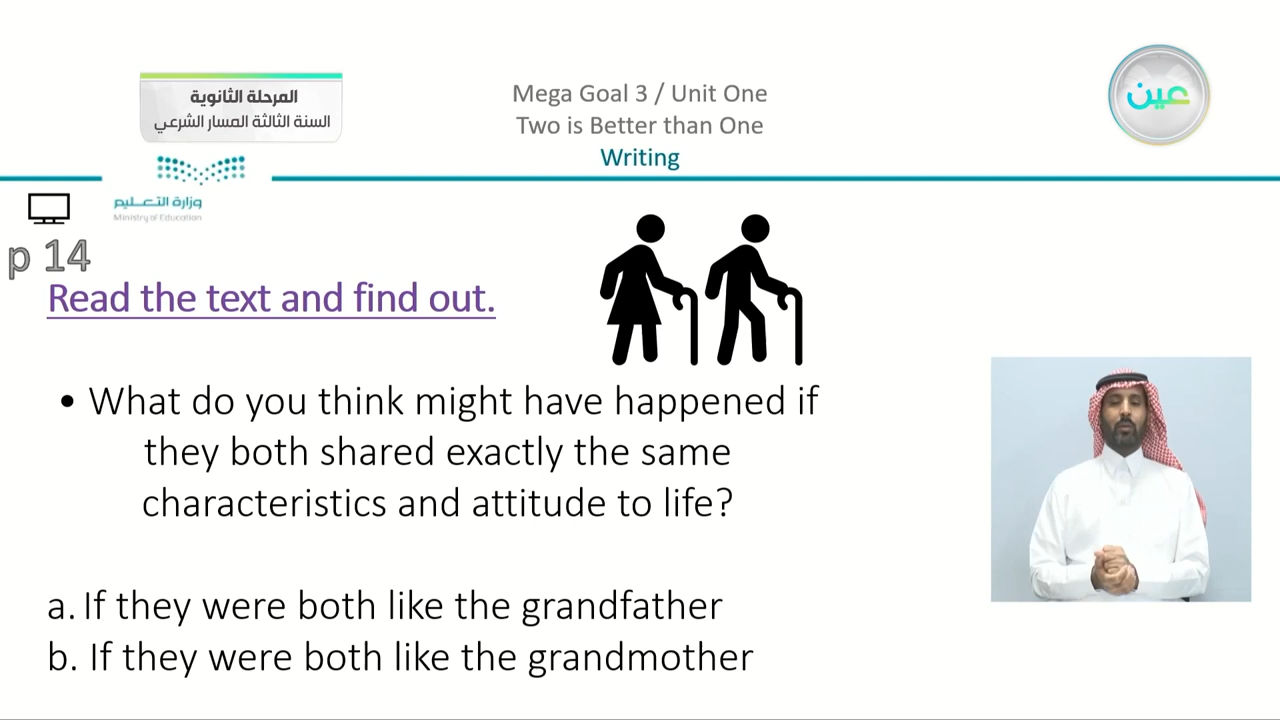 المرحلة الثانوية
السنة الثالثة المسار الشرعي
Mega Goal 3 / Unit One
Two is Better than One
Writing
عين
وزارة التعليم
Ministry of Education
p 14
Read the text and find out.
• What do you think might have happened if
they both shared exactly the same
characteristics and attitude to life?
a. If they were both like the grandfather
b. If they were both like the grandmother